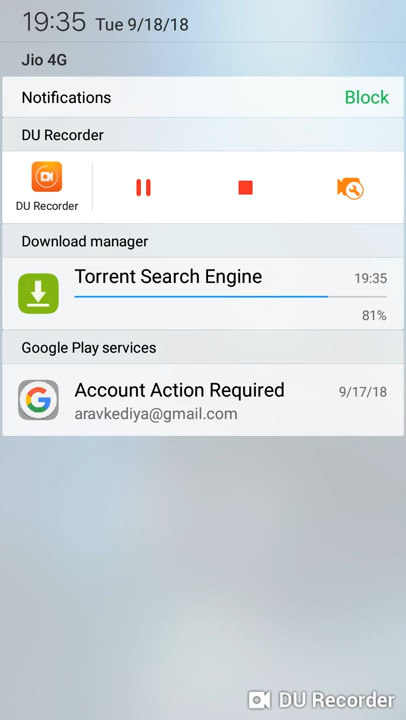 19:35 Tue 9/18/18
Jio 4G
Notifications Block
DU Recorder
DU Recorder
Download manager
Torrent Search Engine 19:35
81%
Google Play services
Account Action Required 9/17/18
aravkediya@gmail.com
DU Recorder